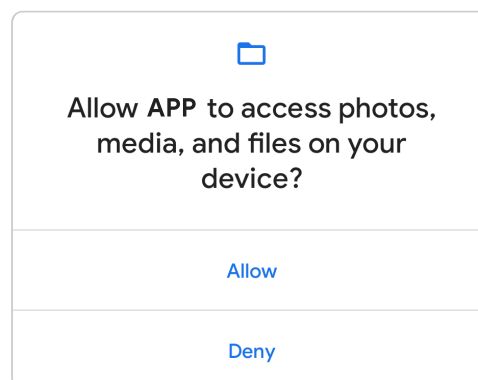 Allow APP to access photos,
media, and files on your
device?
Allow
Deny